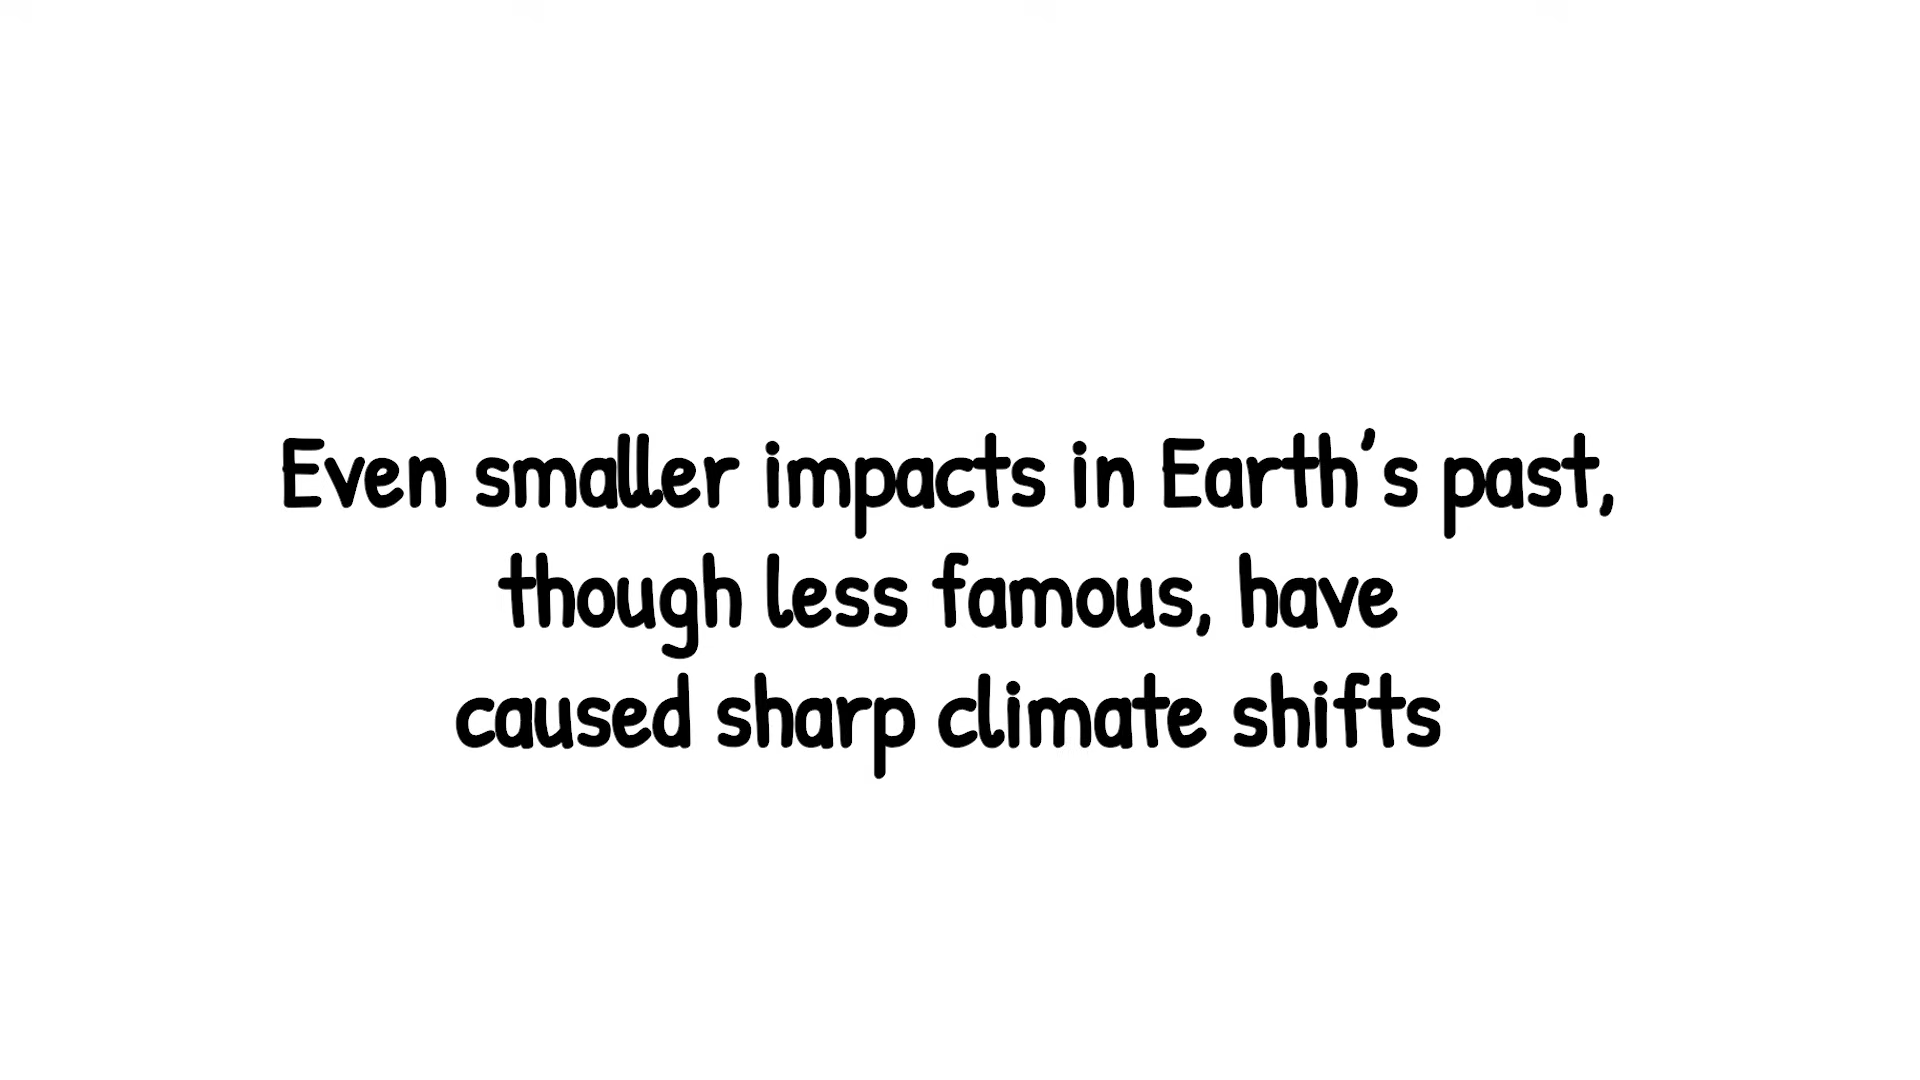 Even smaller impacts in Earth's past,
though less famous, have
caused sharp climate shifts